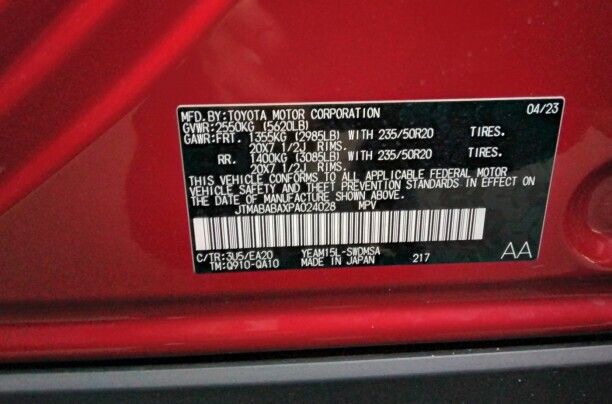 MFD.BY:TOYOTA MOTOR CORPORATION 04/23
GVWR:2550KG (5620LB)
GAWR:FRT. 1355KG (2985LB) WITH 235/50R20 TIRES.
20X7 1/2J RIMS.
RR. 1400KG (3085LB) WITH 235/50R20 TIRES.
20X7 1/2J RIMS.
THIS VEHICLE CONFORMS TO ALL APPLICABLE FEDERAL MOTOR
VEHICLE SAFETY AND THEFT PREVENTION STANDARDS IN EFFECT ON
THE DATE OF MANUFACTURE SHOWN ABOVE.
JTMABABAXPA024028 MPV
C/TR:3U5/EA20 YEAM15L-SWDMSA
TM:Q910-QA10 MADE IN JAPAN 217 AA